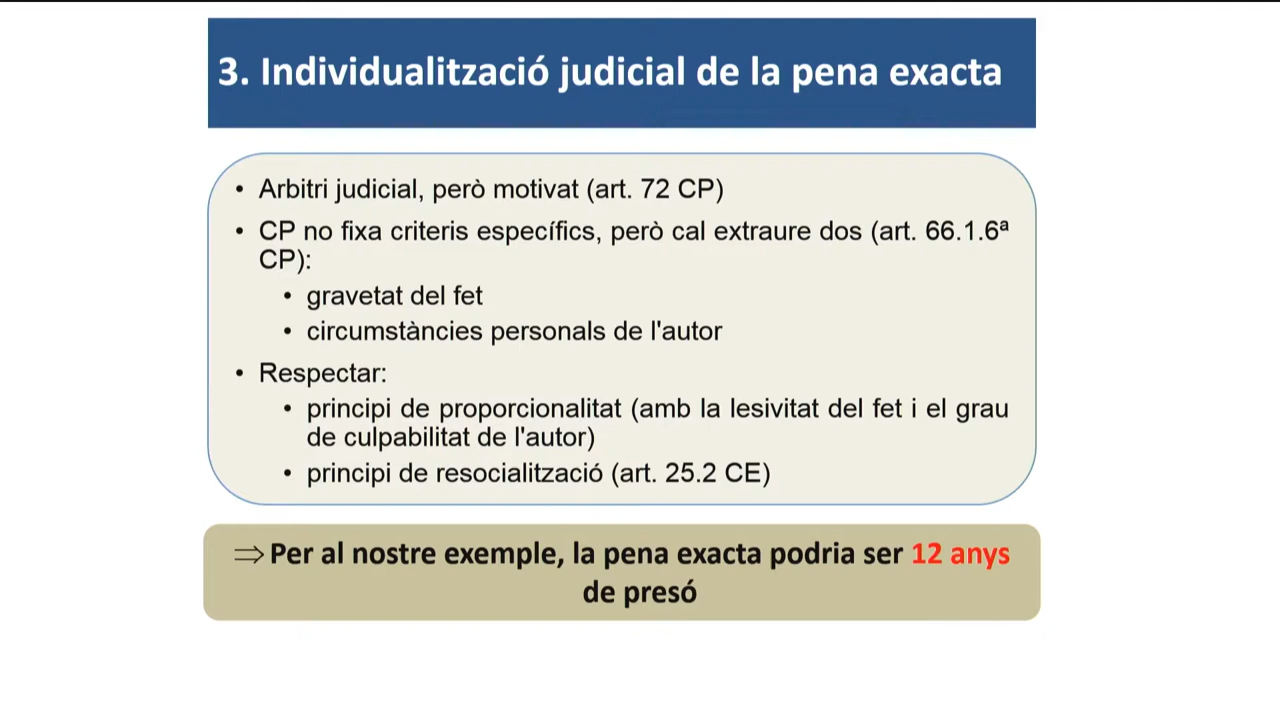 3. Individualització judicial de la pena exacta
• Arbitri judicial, però motivat (art. 72 CP)
• CP no fixa criteris específics, però cal extraure dos (art. 66.1.6ª
CP):
• gravetat del fet
• circumstàncies personals de l'autor
• Respectar:
• principi de proporcionalitat (amb la lesivitat del fet i el grau
de culpabilitat de l'autor)
• principi de resocialització (art. 25.2 CE)
⇒ Per al nostre exemple, la pena exacta podria ser 12 anys
de presó